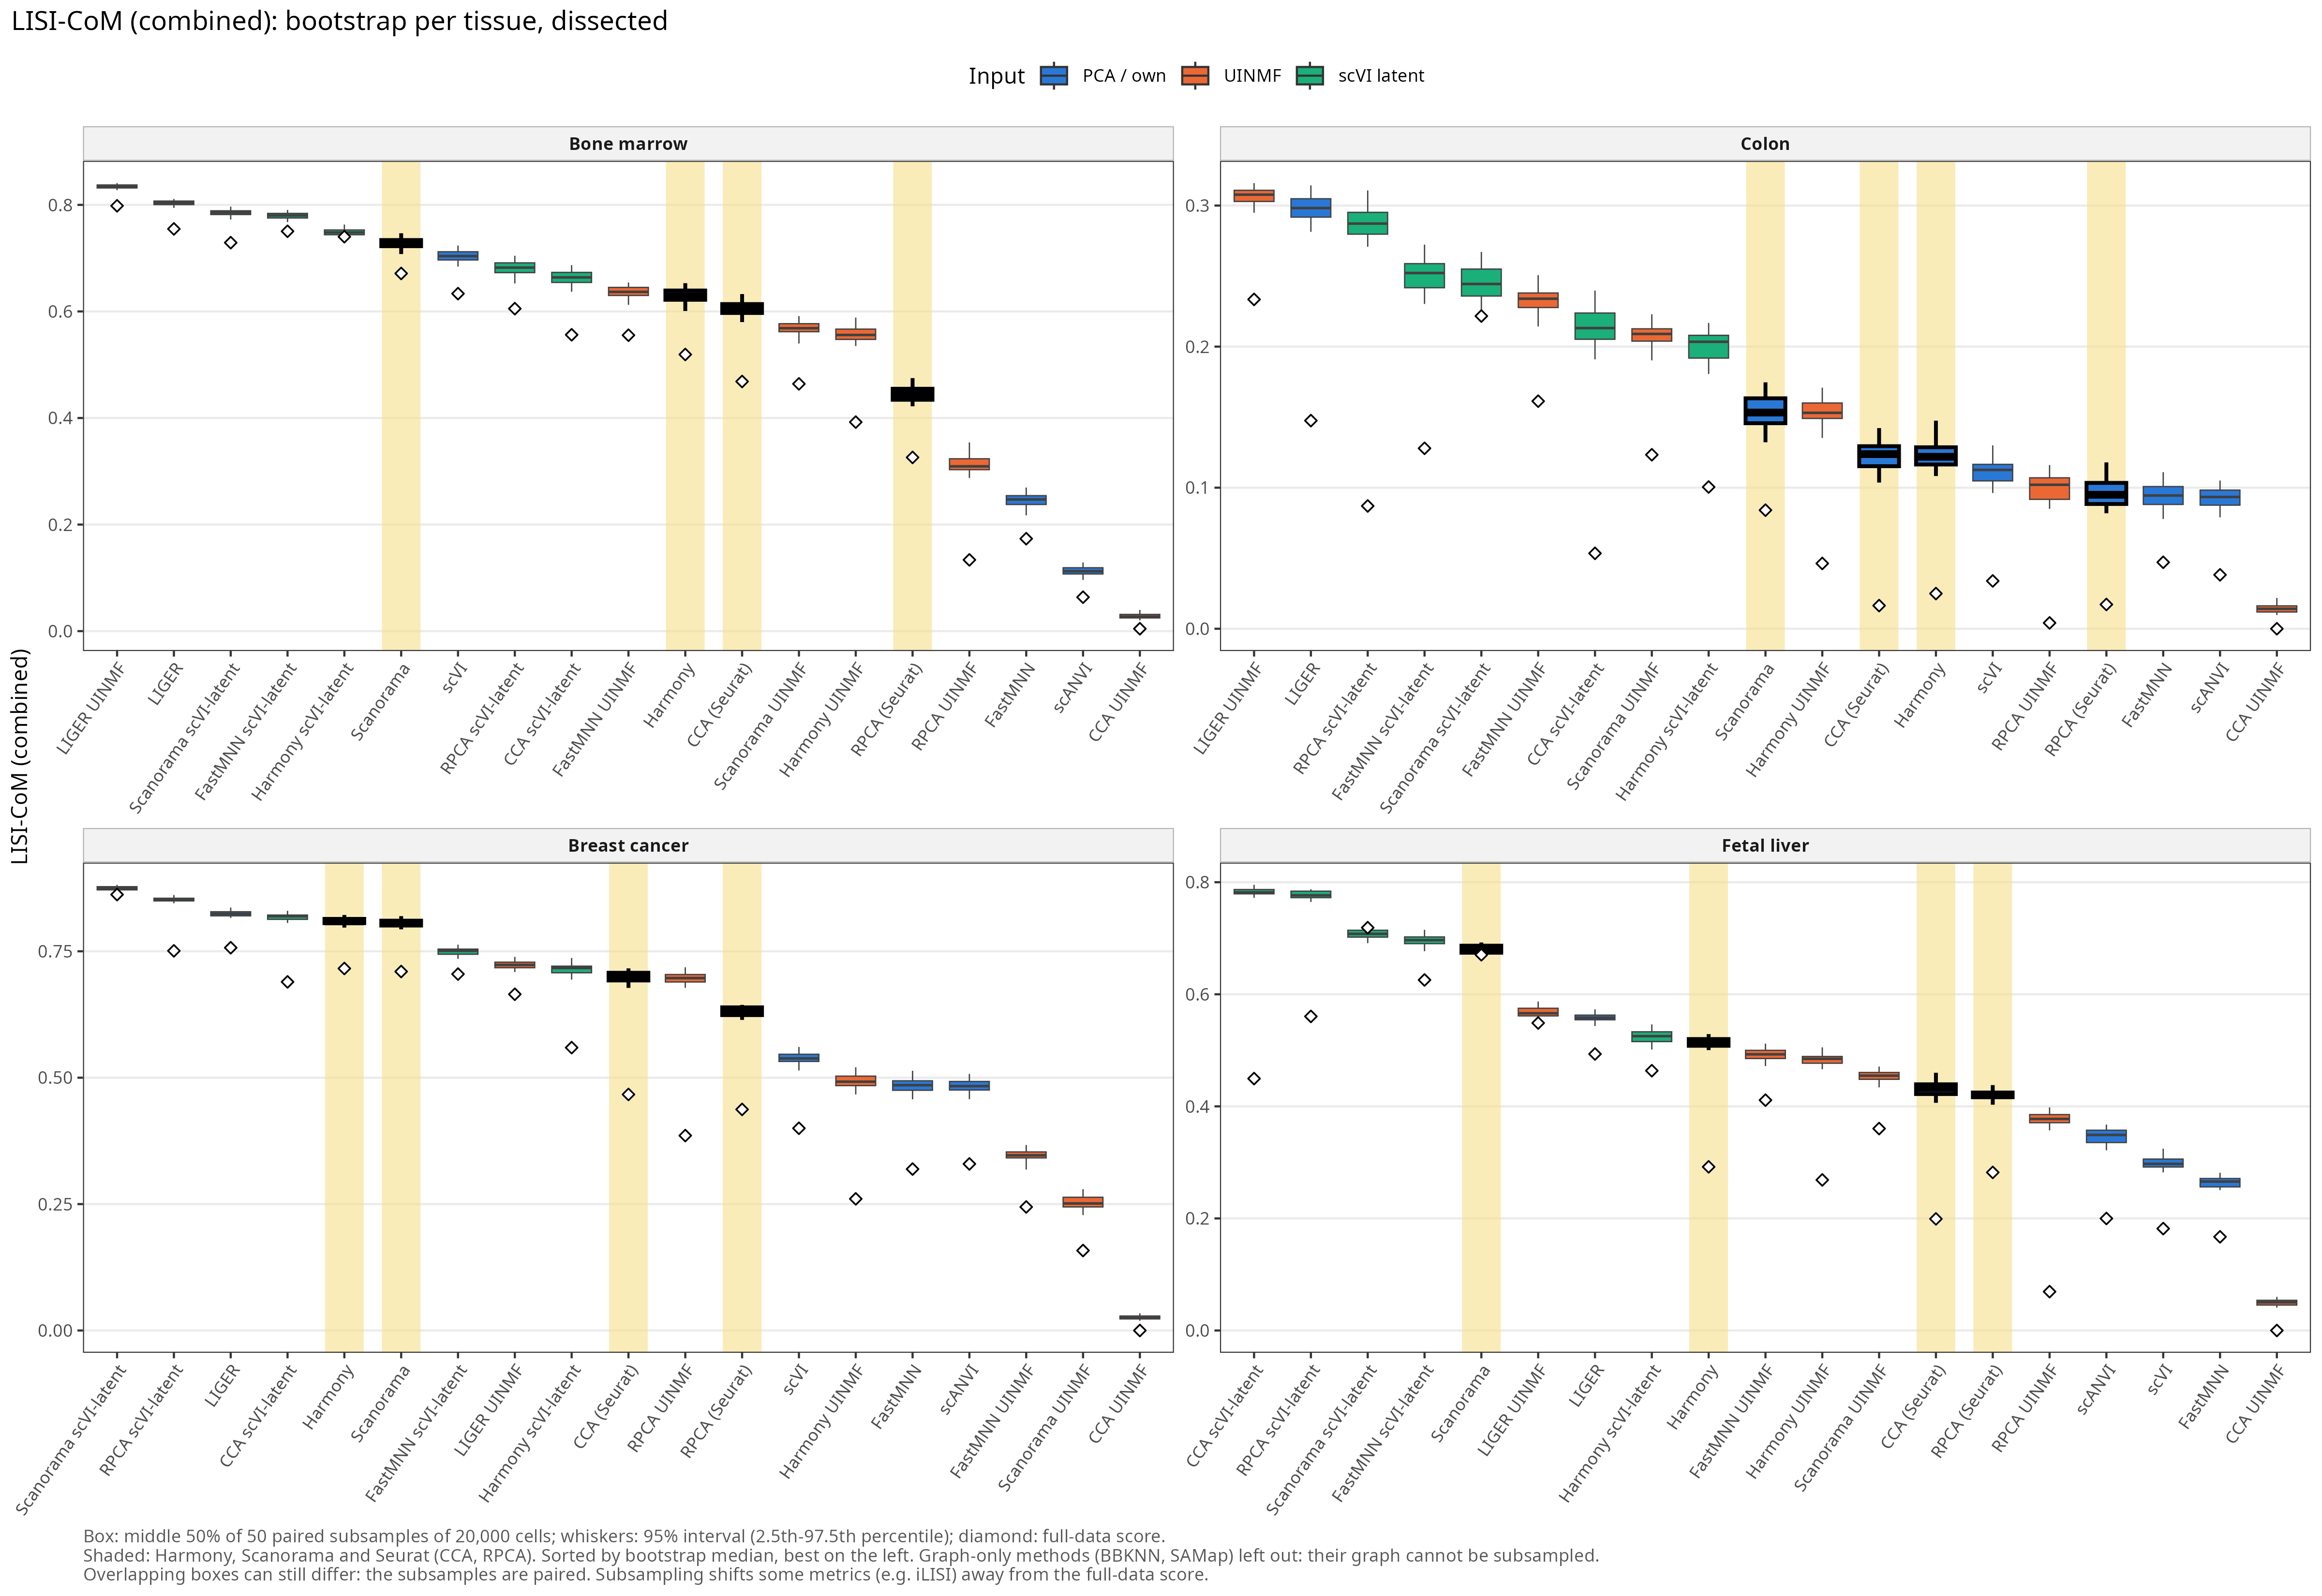 LISI-CoM (combined): bootstrap per tissue, dissected
Input PCA / own UINMF scVI latent
LISI-CoM (combined)
Bone marrow
0.8
0.6
0.4
0.2
0.0
LIGER UINMF
LIGER
Scanorama scVI-latent
FastMNN scVI-latent
Harmony scVI-latent
Scanorama
scVI
RPCA scVI-latent
CCA scVI-latent
FastMNN UINMF
Harmony
CCA (Seurat)
Scanorama UINMF
Harmony UINMF
RPCA (Seurat)
RPCA UINMF
FastMNN
scANVI
CCA UINMF
Colon
0.3
0.2
0.1
0.0
LIGER UINMF
LIGER
RPCA scVI-latent
FastMNN scVI-latent
Scanorama scVI-latent
FastMNN UINMF
CCA scVI-latent
Scanorama UINMF
Harmony scVI-latent
Scanorama
Harmony UINMF
CCA (Seurat)
Harmony
scVI
RPCA UINMF
RPCA (Seurat)
FastMNN
scANVI
CCA UINMF
Breast cancer
0.75
0.50
0.25
0.00
Scanorama scVI-latent
RPCA scVI-latent
LIGER
CCA scVI-latent
Harmony
Scanorama
FastMNN scVI-latent
LIGER UINMF
Harmony scVI-latent
CCA (Seurat)
RPCA UINMF
RPCA (Seurat)
scVI
Harmony UINMF
FastMNN
scANVI
FastMNN UINMF
Scanorama UINMF
CCA UINMF
Fetal liver
0.8
0.6
0.4
0.2
0.0
CCA scVI-latent
RPCA scVI-latent
Scanorama scVI-latent
FastMNN scVI-latent
Scanorama
LIGER UINMF
LIGER
Harmony scVI-latent
Harmony
FastMNN UINMF
Harmony UINMF
Scanorama UINMF
CCA (Seurat)
RPCA (Seurat)
RPCA UINMF
scANVI
scVI
FastMNN
CCA UINMF
Box: middle 50% of 50 paired subsamples of 20,000 cells; whiskers: 95% interval (2.5th-97.5th percentile); diamond: full-data score.
Shaded: Harmony, Scanorama and Seurat (CCA, RPCA). Sorted by bootstrap median, best on the left. Graph-only methods (BBKNN, SAMap) left out: their graph cannot be subsampled.
Overlapping boxes can still differ: the subsamples are paired. Subsampling shifts some metrics (e.g. iLISI) away from the full-data score.